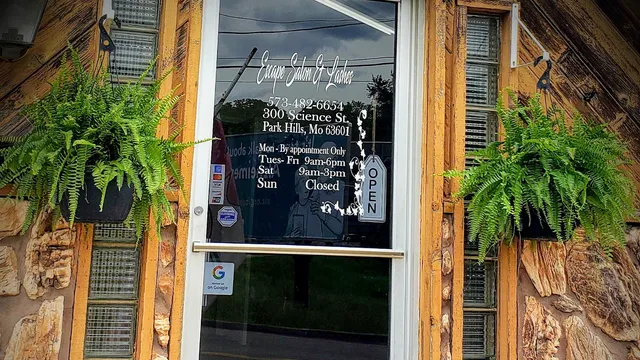 Escape Salon & Lashes
573-482-6654
300 Science St.
Park Hills, Mo 63601
Mon - By appointment Only
Tues- Fri 9am-6pm
Sat 9am-3pm
Sun Closed
OPEN
G
on Google